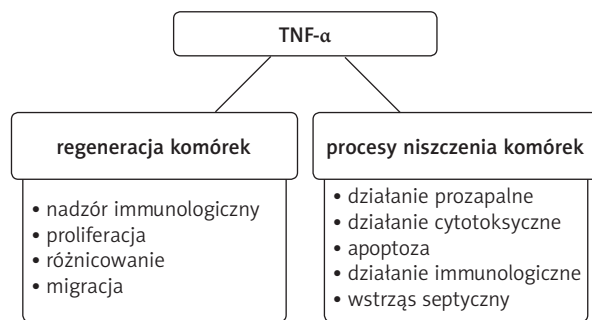 TNF-α
regeneracja komórek
• nadzór immunologiczny
• proliferacja
• różnicowanie
• migracja
procesy niszczenia komórek
• działanie prozapalne
• działanie cytotoksyczne
• apoptoza
• działanie immunologiczne
• wstrząs septyczny